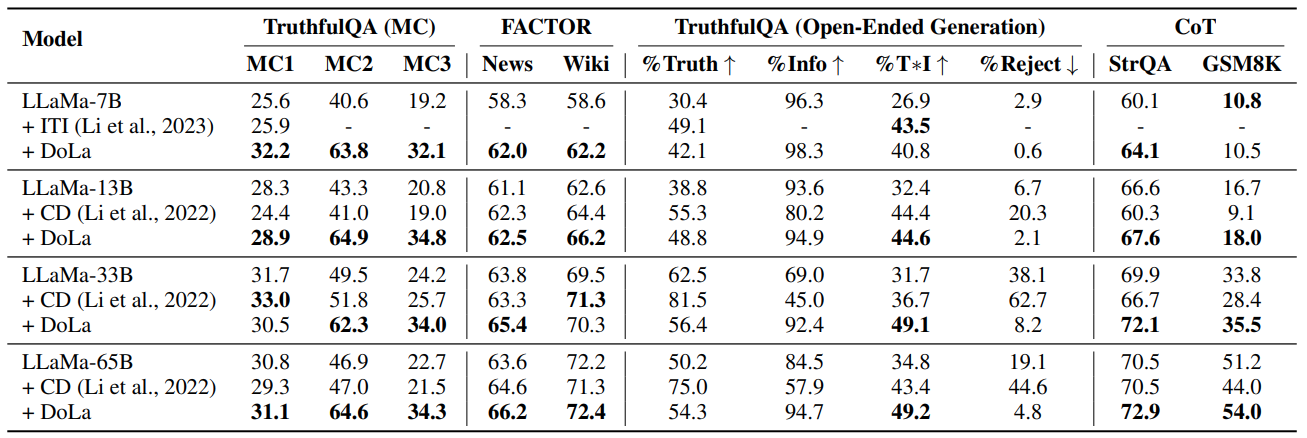 Model TruthfulQA (MC) FACTOR TruthfulQA (Open-Ended Generation) CoT
MC1 MC2 MC3 News Wiki %Truth ↑ %Info ↑ %T∗I ↑ %Reject ↓ StrQA GSM8K
LLaMa-7B 25.6 40.6 19.2 58.3 58.6 30.4 96.3 26.9 2.9 60.1 10.8
+ ITI (Li et al., 2023) 25.9 - - - - 49.1 - 43.5 - - -
+ DoLa 32.2 63.8 32.1 62.0 62.2 42.1 98.3 40.8 0.6 64.1 10.5
LLaMa-13B 28.3 43.3 20.8 61.1 62.6 38.8 93.6 32.4 6.7 66.6 16.7
+ CD (Li et al., 2022) 24.4 41.0 19.0 62.3 64.4 55.3 80.2 44.4 20.3 60.3 9.1
+ DoLa 28.9 64.9 34.8 62.5 66.2 48.8 94.9 44.6 2.1 67.6 18.0
LLaMa-33B 31.7 49.5 24.2 63.8 69.5 62.5 69.0 31.7 38.1 69.9 33.8
+ CD (Li et al., 2022) 33.0 51.8 25.7 63.3 71.3 81.5 45.0 36.7 62.7 66.7 28.4
+ DoLa 30.5 62.3 34.0 65.4 70.3 56.4 92.4 49.1 8.2 72.1 35.5
LLaMa-65B 30.8 46.9 22.7 63.6 72.2 50.2 84.5 34.8 19.1 70.5 51.2
+ CD (Li et al., 2022) 29.3 47.0 21.5 64.6 71.3 75.0 57.9 43.4 44.6 70.5 44.0
+ DoLa 31.1 64.6 34.3 66.2 72.4 54.3 94.7 49.2 4.8 72.9 54.0